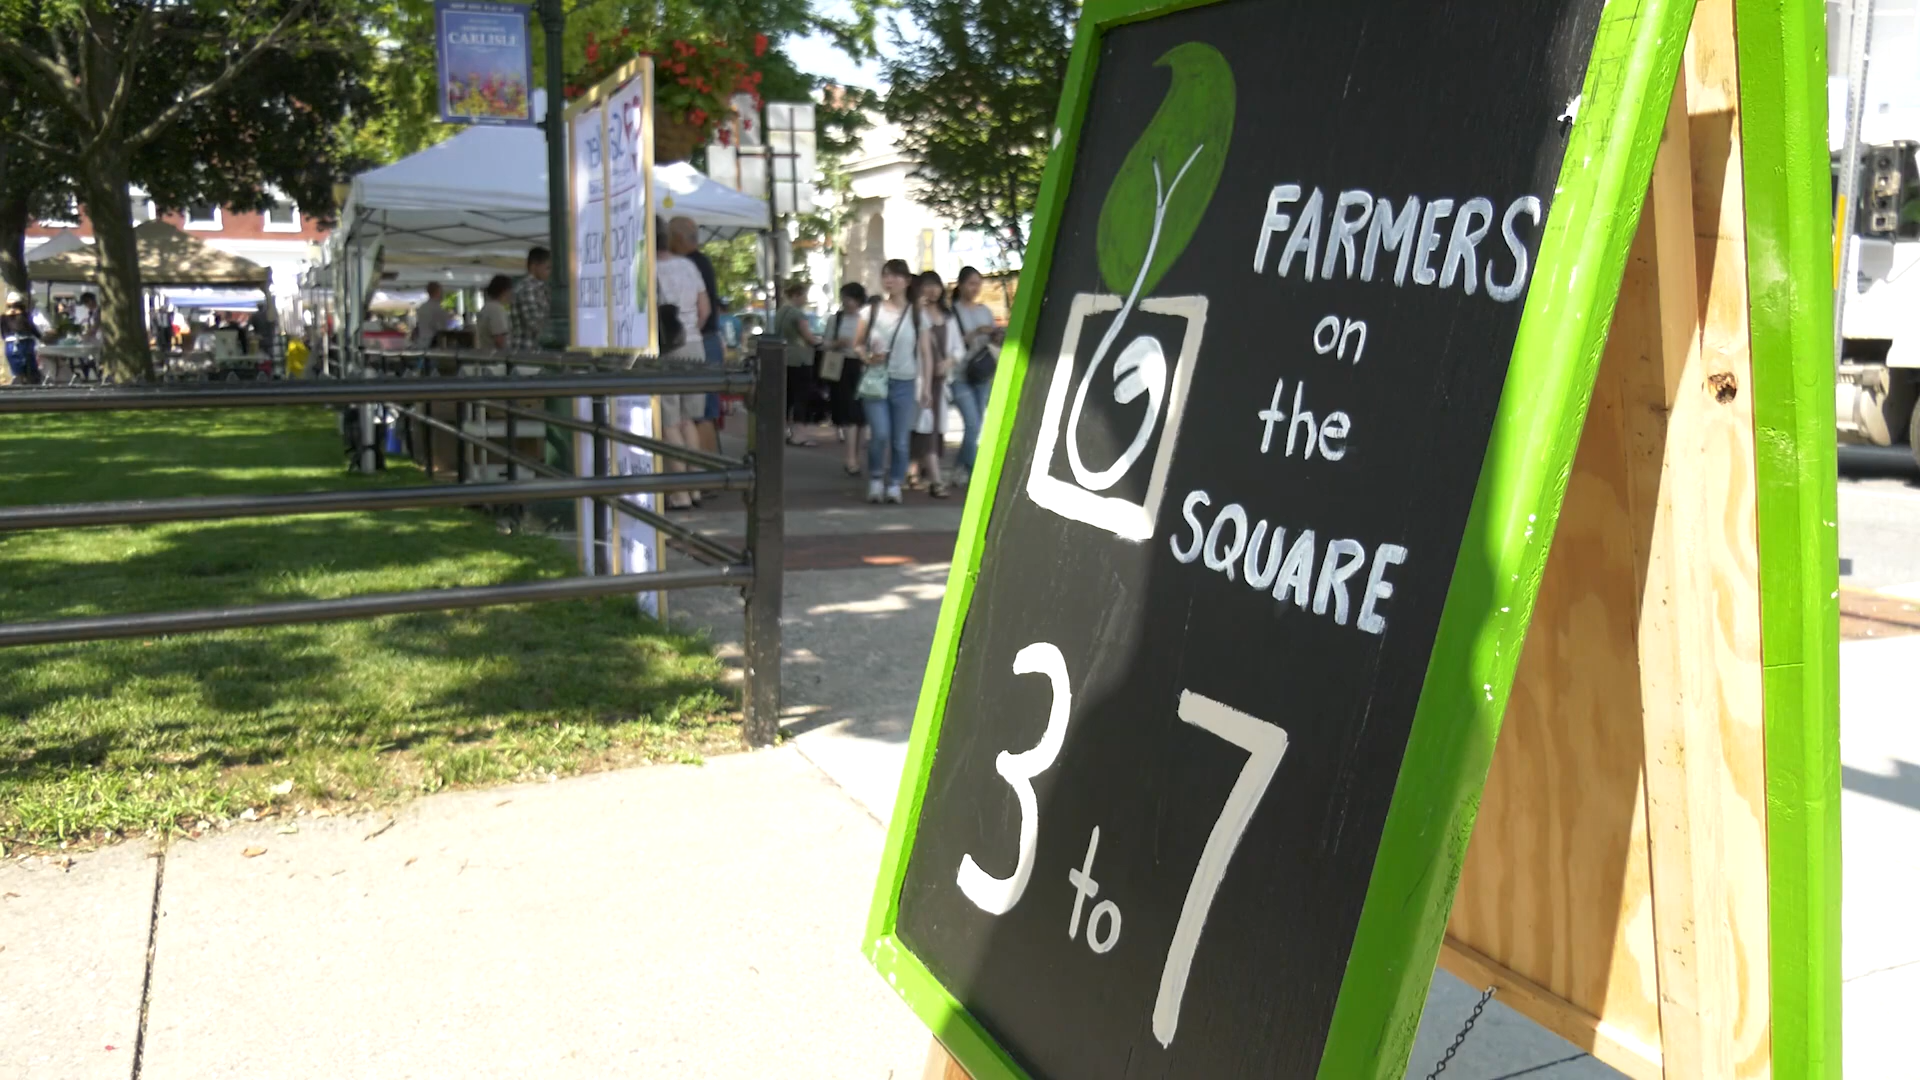 CARLISLE
FARMERS
on
the
SQUARE
3 to 7